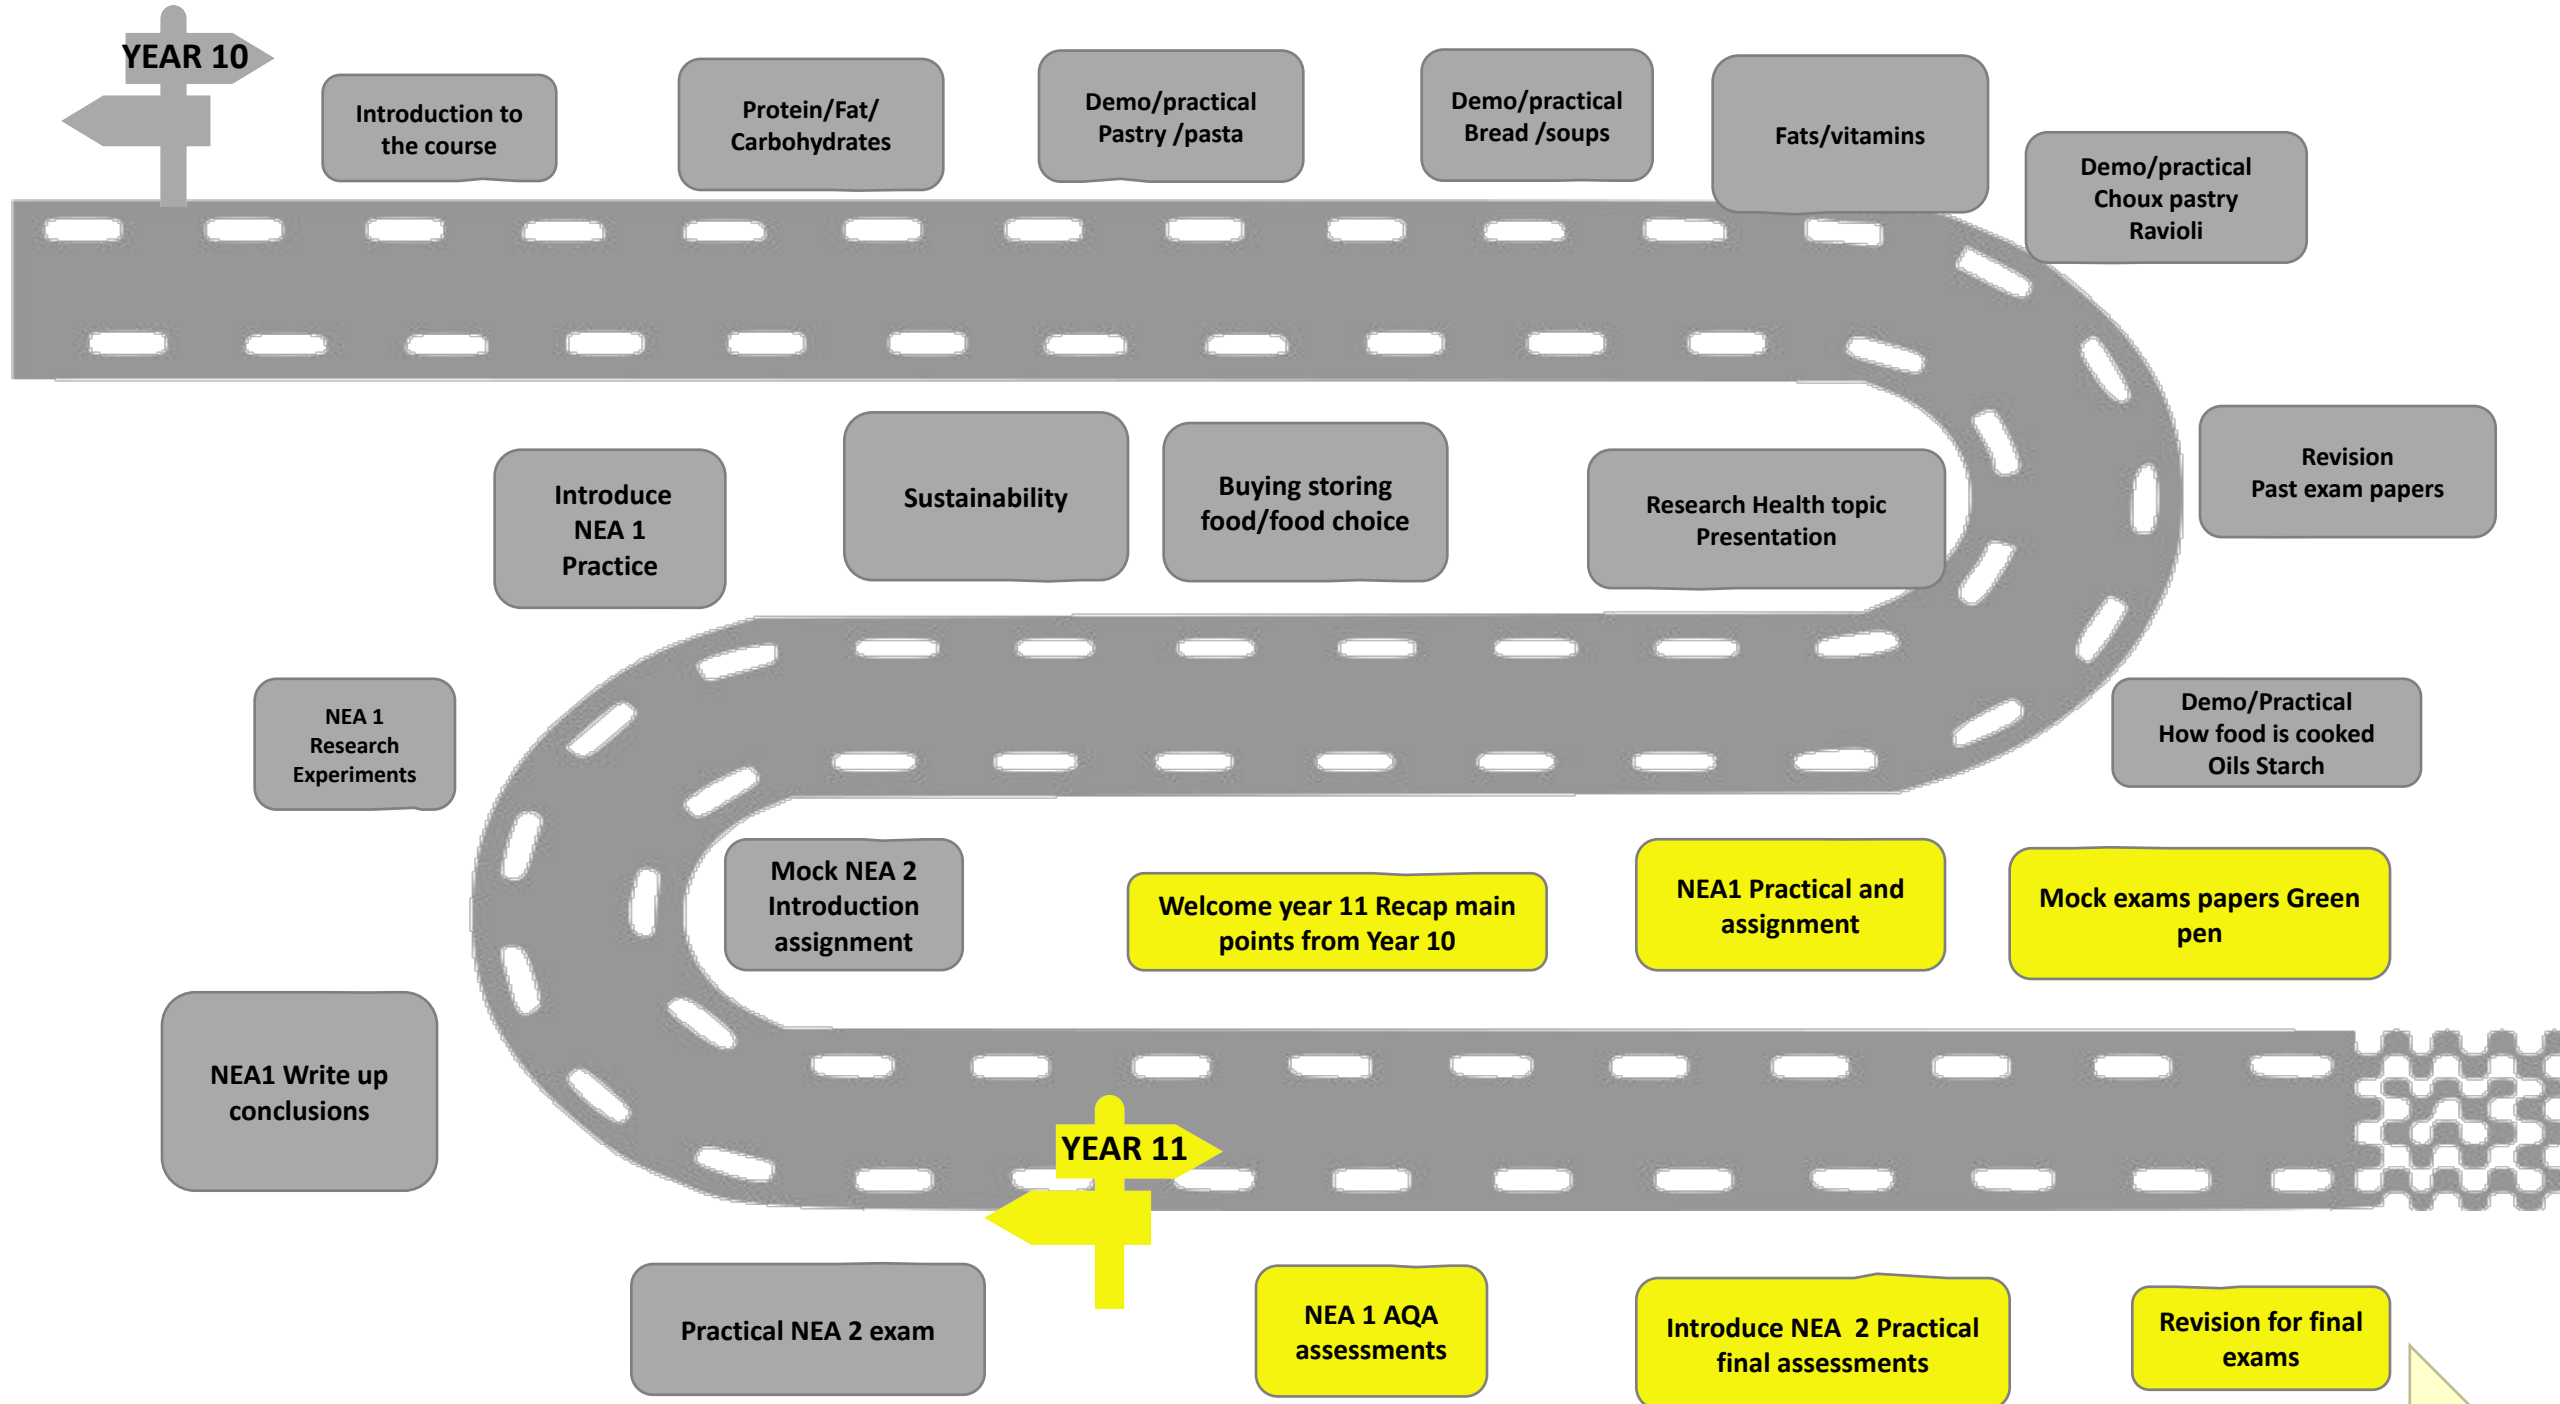 YEAR 10
Introduction to
the course
Protein/Fat/
Carbohydrates
Demo/practical
Pastry /pasta
Demo/practical
Bread /soups
Fats/vitamins
Demo/practical
Choux pastry
Ravioli
Revision
Past exam papers
Introduce
NEA 1
Practice
Sustainability
Buying storing
food/food choice
Research Health topic
Presentation
NEA 1
Research
Experiments
Demo/Practical
How food is cooked
Oils Starch
Mock NEA 2
Introduction
assignment
Welcome year 11 Recap main
points from Year 10
NEA1 Practical and
assignment
Mock exams papers Green
pen
NEA1 Write up
conclusions
YEAR 11
Practical NEA 2 exam
NEA 1 AQA
assessments
Introduce NEA  2 Practical
final assessments
Revision for final
exams